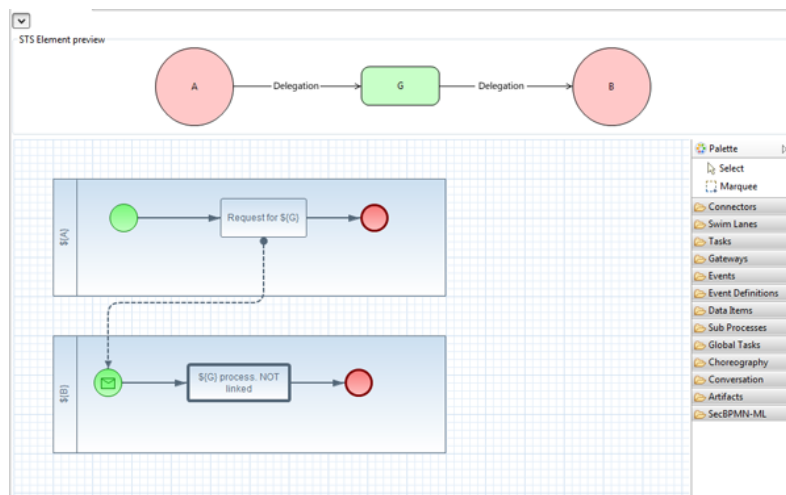 STS Element preview
A
Delegation
G
Delegation
B
Palette
Select
Marquee
Connectors
Swim Lanes
Tasks
Gateways
Events
Event Definitions
Data Items
Sub Processes
Global Tasks
Choreography
Conversation
Artifacts
SecBPMN-ML
${A}
Request for ${G}
${B}
${G} process. NOT
linked